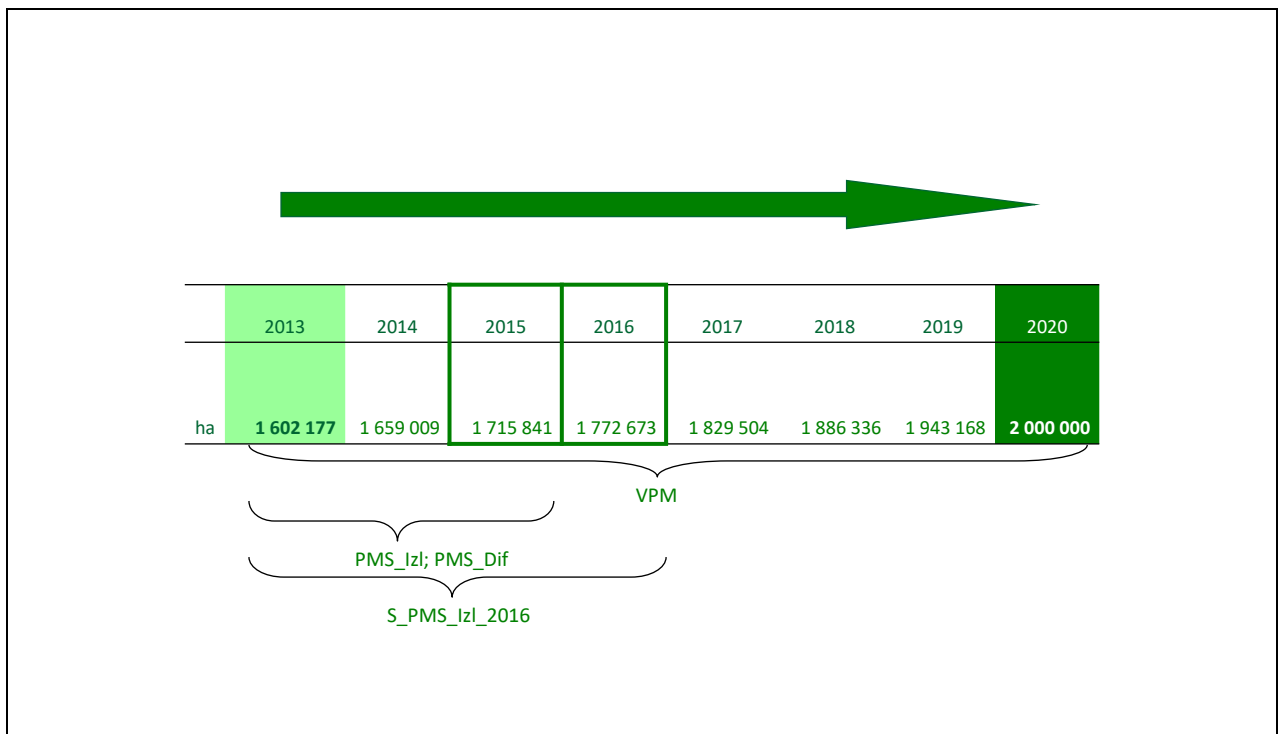 2013 2014 2015 2016 2017 2018 2019 2020
ha 1 602 177 1 659 009 1 715 841 1 772 673 1 829 504 1 886 336 1 943 168 2 000 000
VPM
PMS_Izl; PMS_Dif
S_PMS_Izl_2016